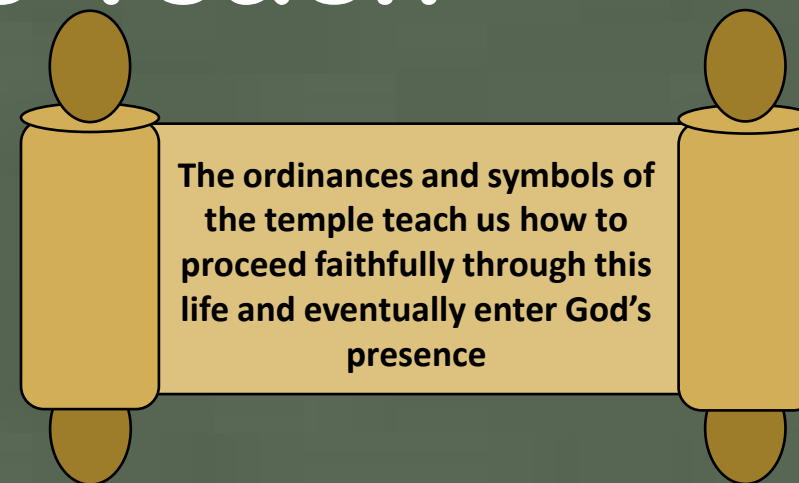 The ordinances and symbols of
the temple teach us how to
proceed faithfully through this
life and eventually enter God’s
presence